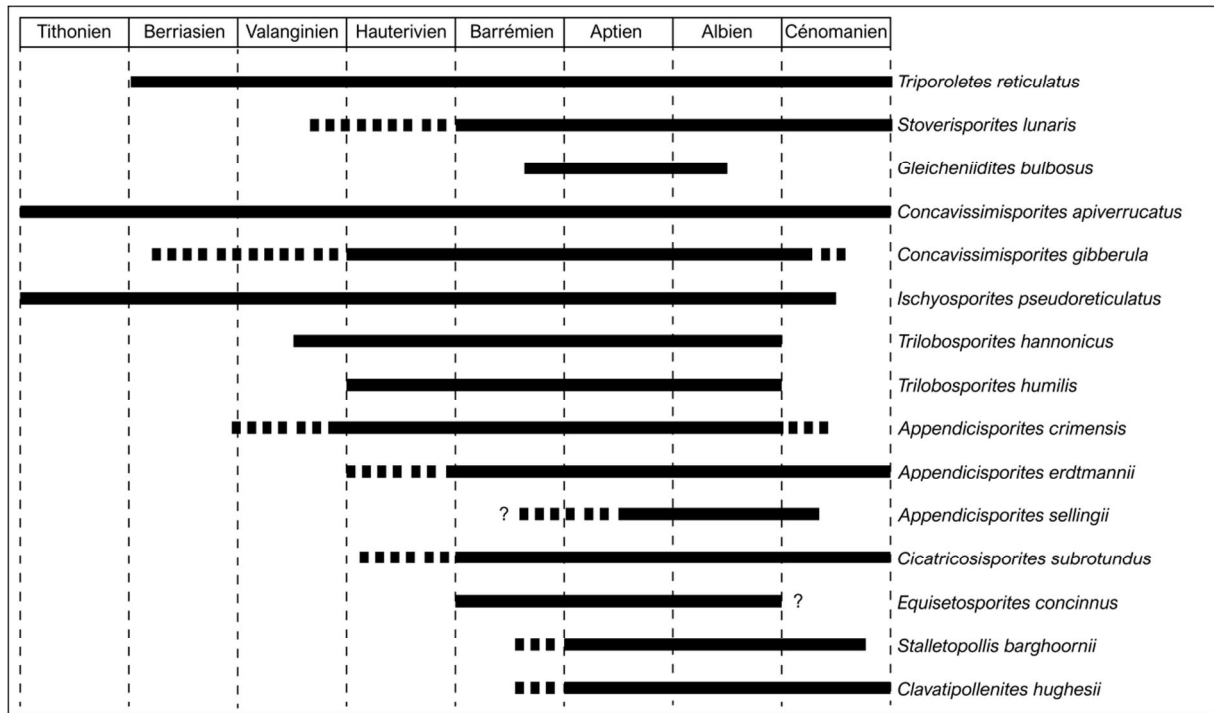 Tithonien Berriasien Valanginien Hauterivien Barrémien Aptien Albien Cénomanien
Triporoletes reticulatus
Stoverisporites lunaris
Gleicheniidites bulbosus
Concavissimisporites apiverrucatus
Concavissimisporites gibberula
Ischyosporites pseudoreticulatus
Trilobosporites hannonicus
Trilobosporites humilis
Appendicisporites crimensis
Appendicisporites erdtmannii
? Appendicisporites sellingii
Cicatricosisporites subrotundus
? Equisetosporites concinnus
Stalletopollis barghoornii
Clavatipollenites hughesii